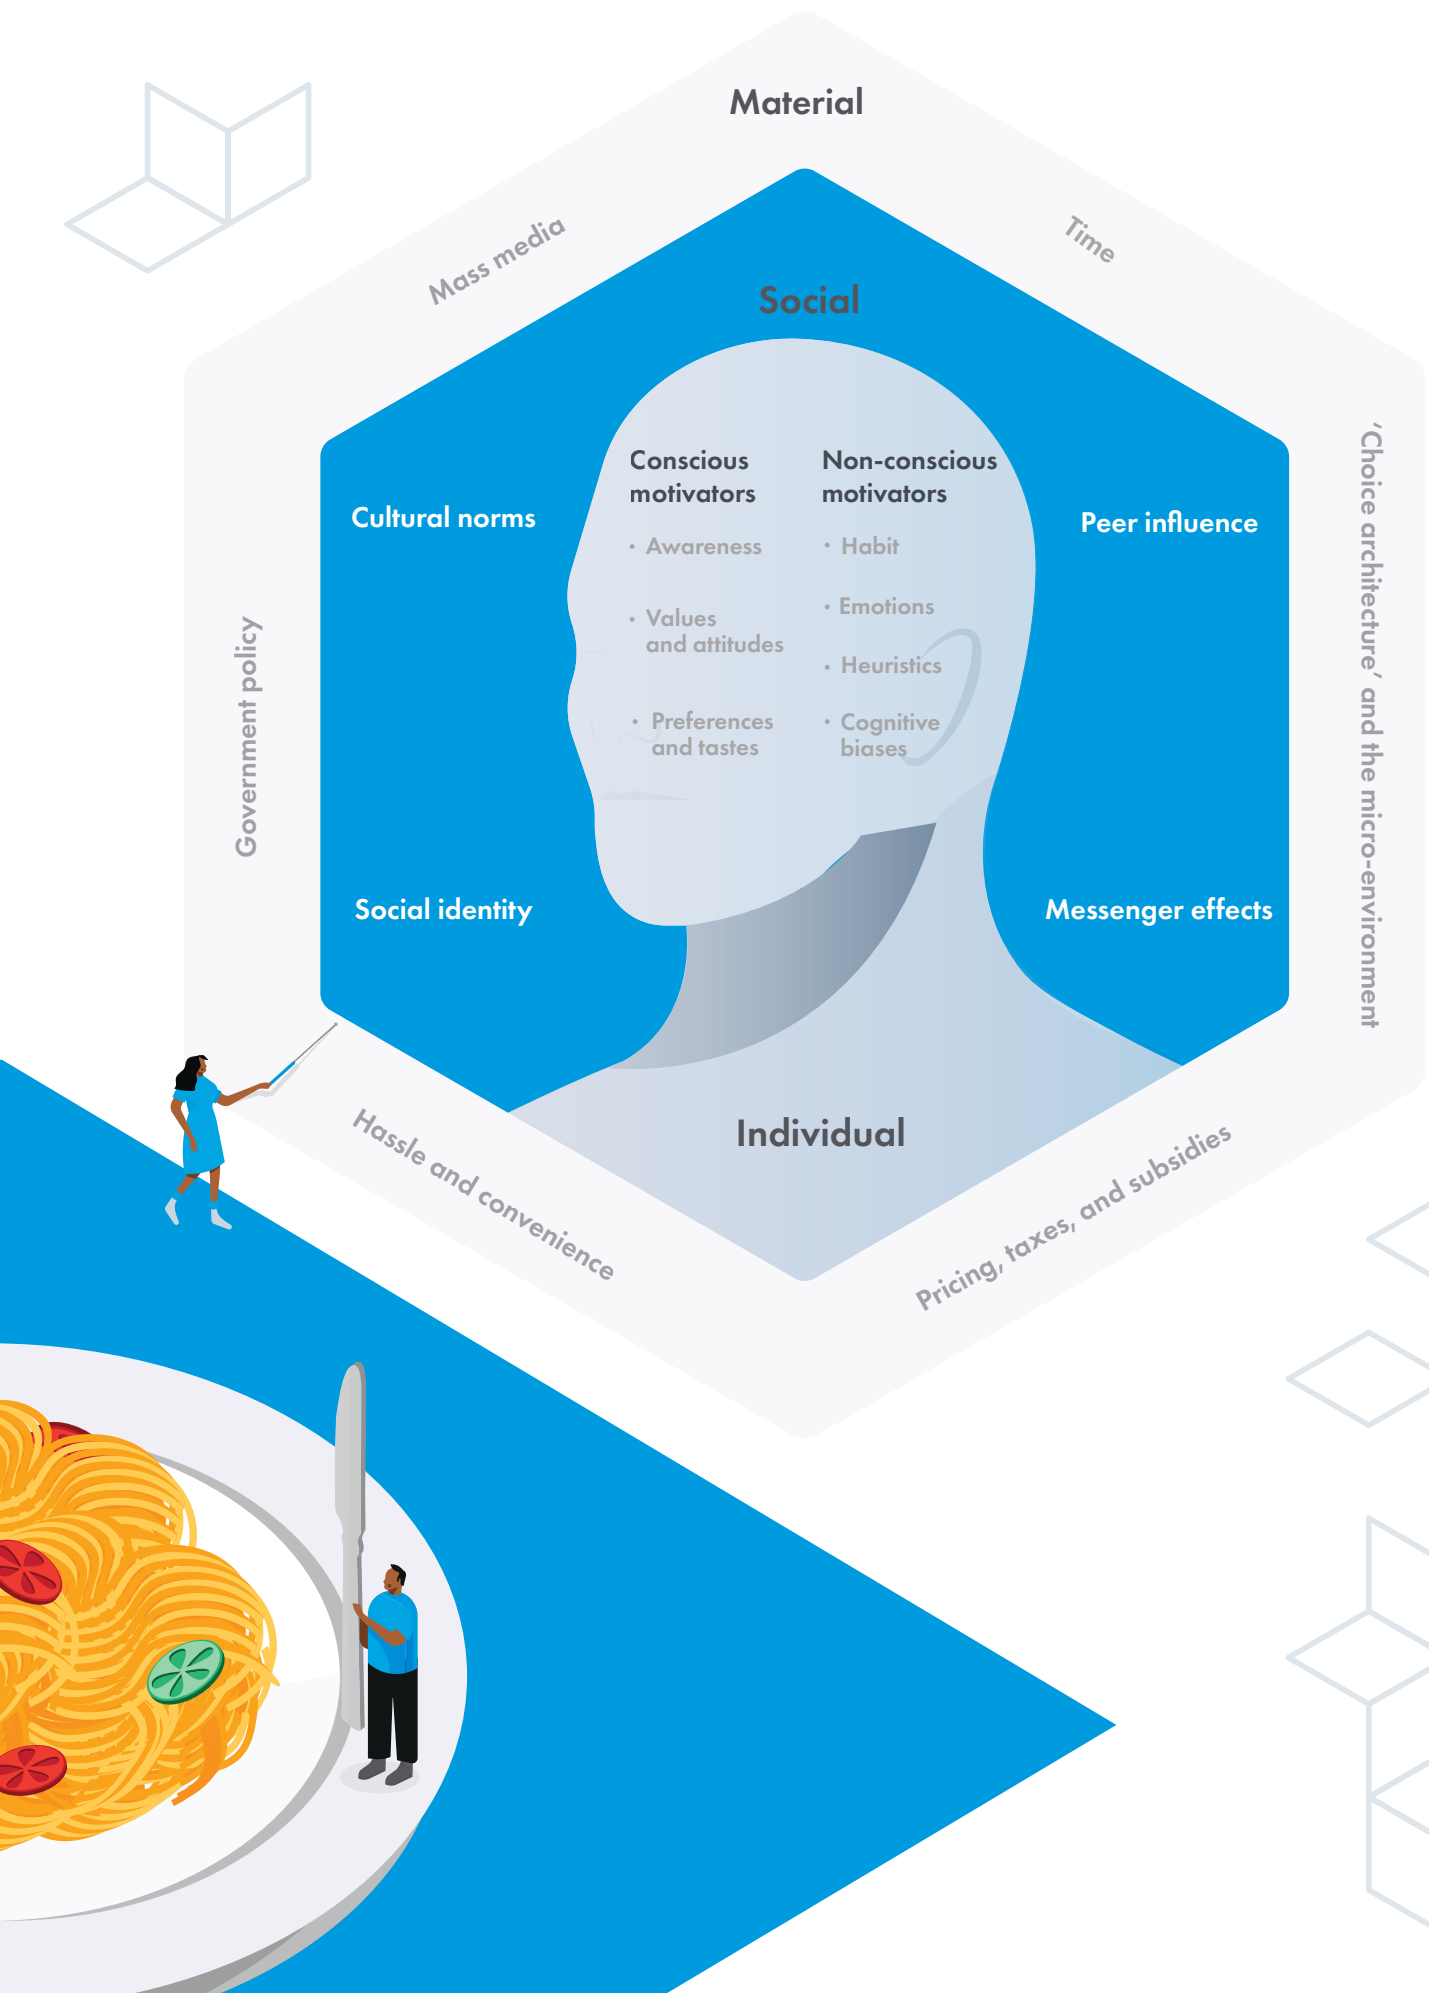 Material
Mass media
Time
Social
Conscious
motivators
Non-conscious
motivators
Cultural norms
Peer influence
• Awareness
• Values
and attitudes
• Preferences
and tastes
• Habit
• Emotions
• Heuristics
• Cognitive
biases
Government policy
‘Choice architecture’ and the micro-environment
Social identity
Messenger effects
Individual
Hassle and convenience
Pricing, taxes, and subsidies